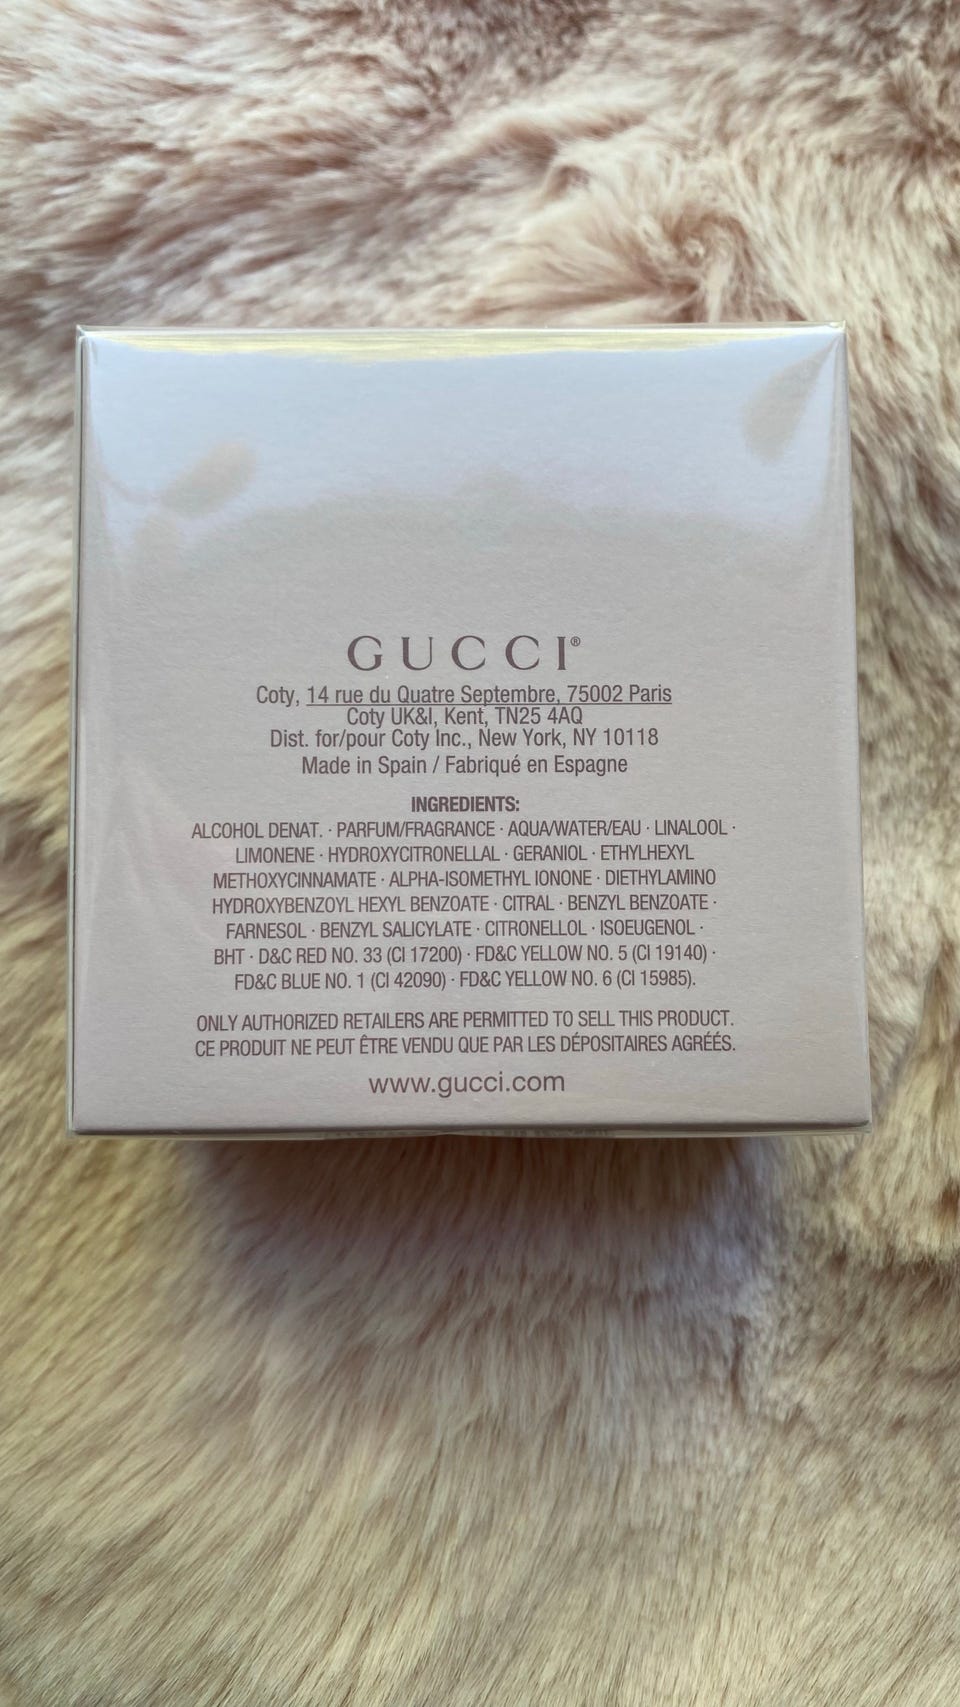 GUCCI®
Coty, 14 rue du Quatre Septembre, 75002 Paris
Coty UK&I, Kent, TN25 4AQ
Dist. for/pour Coty Inc., New York, NY 10118
Made in Spain / Fabriqué en Espagne
INGREDIENTS:
ALCOHOL DENAT. · PARFUM/FRAGRANCE · AQUA/WATER/EAU · LINALOOL ·
LIMONENE · HYDROXYCITRONELLAL · GERANIOL · ETHYLHEXYL
METHOXYCINNAMATE · ALPHA-ISOMETHYL IONONE · DIETHYLAMINO
HYDROXYBENZOYL HEXYL BENZOATE · CITRAL · BENZYL BENZOATE ·
FARNESOL · BENZYL SALICYLATE · CITRONELLOL · ISOEUGENOL ·
BHT · D&C RED NO. 33 (CI 17200) · FD&C YELLOW NO. 5 (CI 19140) ·
FD&C BLUE NO. 1 (CI 42090) · FD&C YELLOW NO. 6 (CI 15985).
ONLY AUTHORIZED RETAILERS ARE PERMITTED TO SELL THIS PRODUCT.
CE PRODUIT NE PEUT ÊTRE VENDU QUE PAR LES DÉPOSITAIRES AGRÉÉS.
www.gucci.com